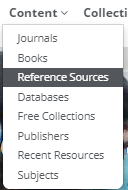 Content Collecti
Journals
Books
Reference Sources
Databases
Free Collections
Publishers
Recent Resources
Subjects